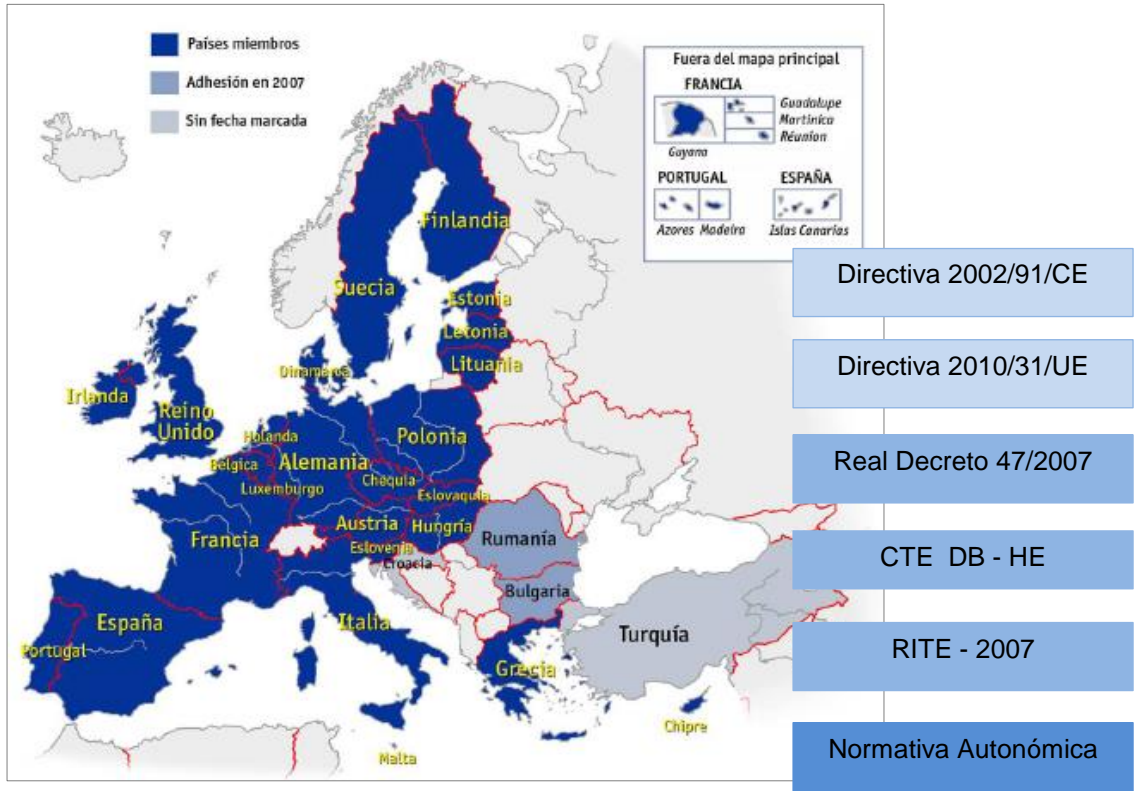 Países miembros
Adhesión en 2007
Sin fecha marcada
Fuera del mapa principal
FRANCIA
Guadalupe
Martinica
Réunion
Guyana
PORTUGAL
ESPAÑA
Azores Madeira
Islas Canarias
Finlandia
Suecia
Estonia
Letonia
Lituania
Dinamarca
Irlanda
Reino
Unido
Holanda
Belgica
Luxemburgo
Alemania
Polonia
Chequia
Eslovaquia
Francia
Austria
Hungría
Eslovenia
Croacia
Rumanía
Bulgaria
España
Portugal
Italia
Grecia
Turquía
Chipre
Malta
Directiva 2002/91/CE
Directiva 2010/31/UE
Real Decreto 47/2007
CTE DB - HE
RITE - 2007
Normativa Autonómica